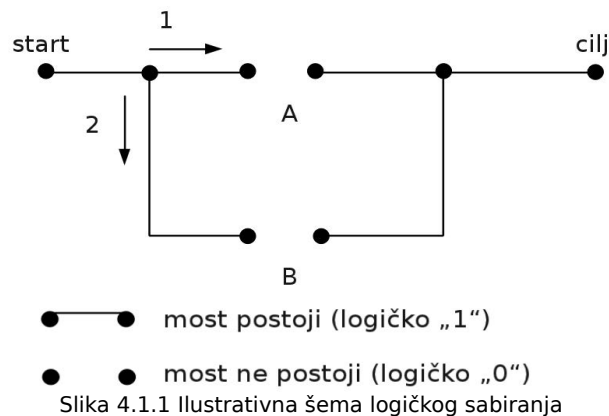 1
start
cilj
2
A
B
most postoji (logičko „1“)
most ne postoji (logičko „0“)
Slika 4.1.1 Ilustrativna šema logičkog sabiranja